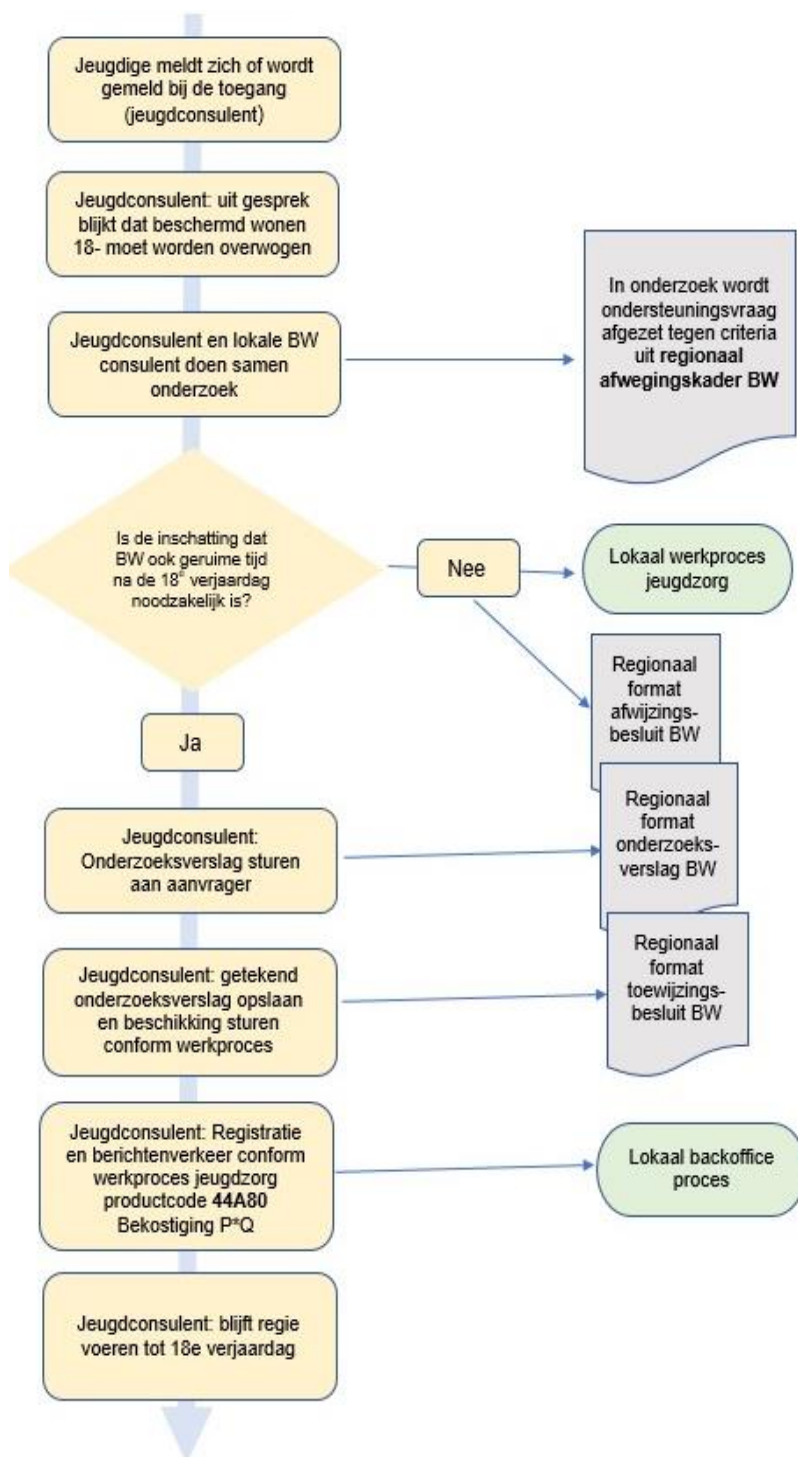 Jeugdige meldt zich of wordt
gemeld bij de toegang
(jeugdconsulent)
Jeugdconsulent: uit gesprek
blijkt dat beschermd wonen
18- moet worden overwogen
Jeugdconsulent en lokale BW
consulent doen samen
onderzoek
In onderzoek wordt
ondersteuningsvraag
afgezet tegen criteria
uit regionaal
afwegingskader BW
Is de inschatting dat
BW ook geruime tijd
na de 18e verjaardag
noodzakelijk is?
Nee
Lokaal werkproces
jeugdzorg
Regionaal
format
afwijzings-
besluit BW
Ja
Jeugdconsulent:
Onderzoeksverslag sturen
aan aanvrager
Regionaal
format
onderzoeks-
verslag BW
Jeugdconsulent: getekend
onderzoeksverslag opslaan
en beschikking sturen
conform werkproces
Regionaal
format
toewijzings-
besluit BW
Jeugdconsulent: Registratie
en berichtenverkeer conform
werkproces jeugdzorg
productcode 44A80
Bekostiging P*Q
Lokaal backoffice
proces
Jeugdconsulent: blijft regie
voeren tot 18e verjaardag